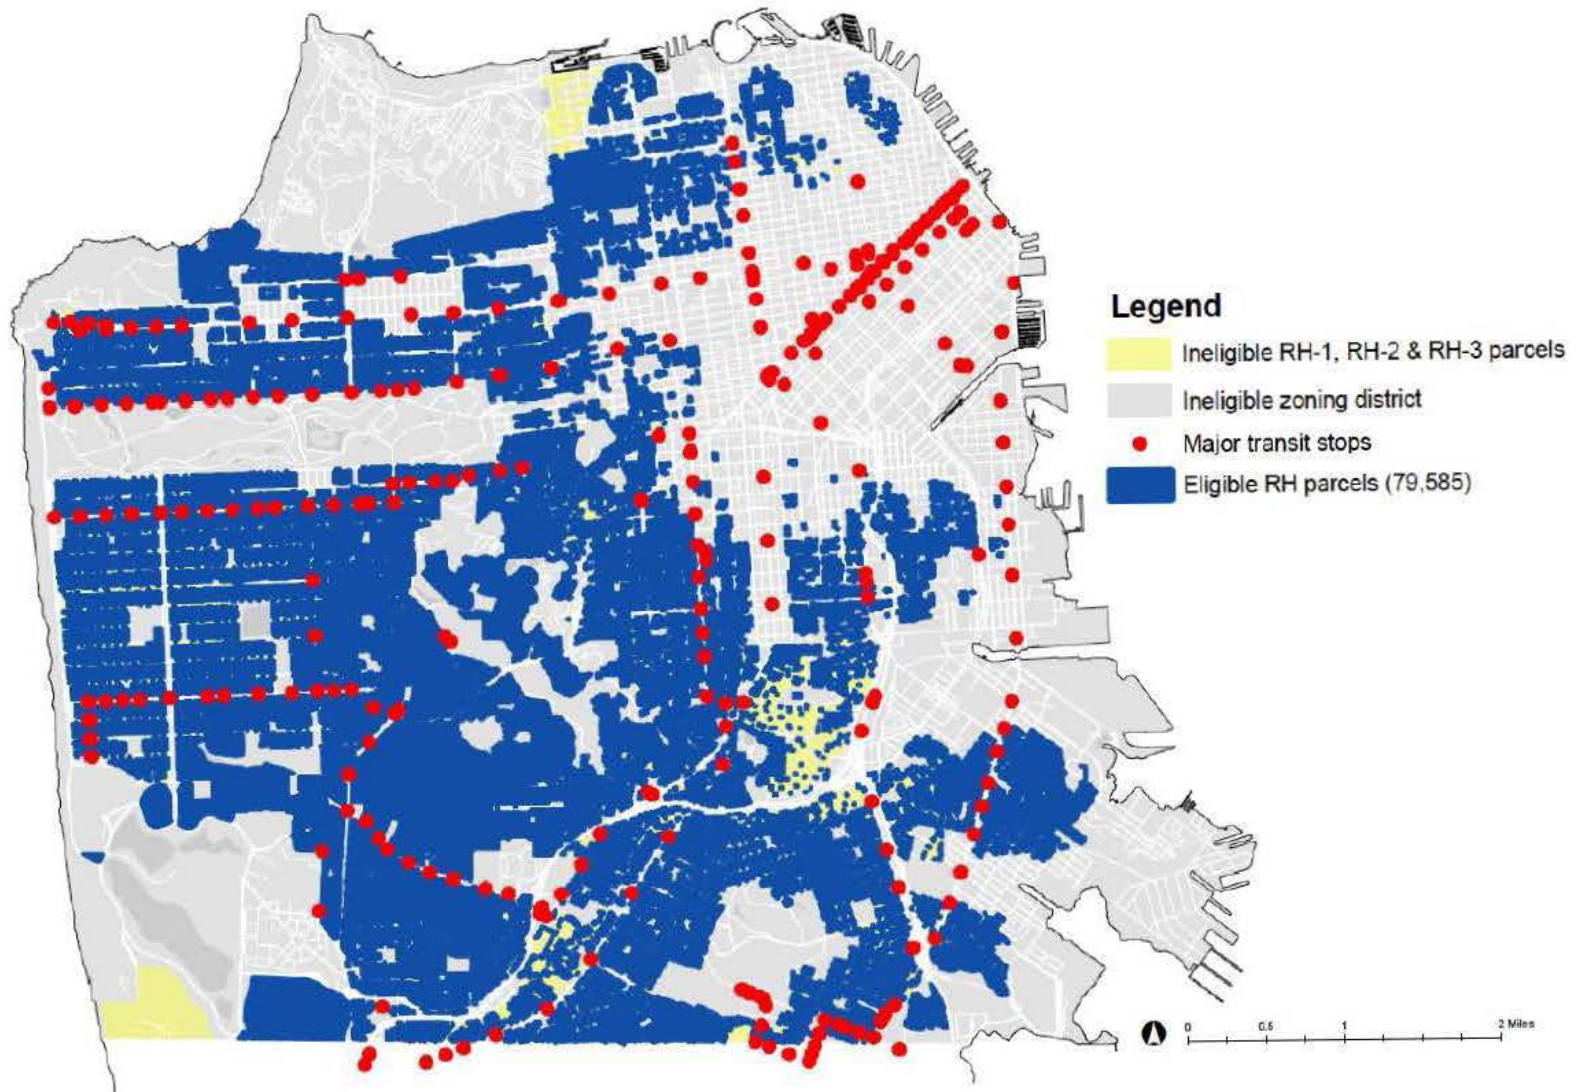 Legend
Ineligible RH-1, RH-2 & RH-3 parcels
Ineligible zoning district
Major transit stops
Eligible RH parcels (79,585)
0 0.5 1 2 Miles